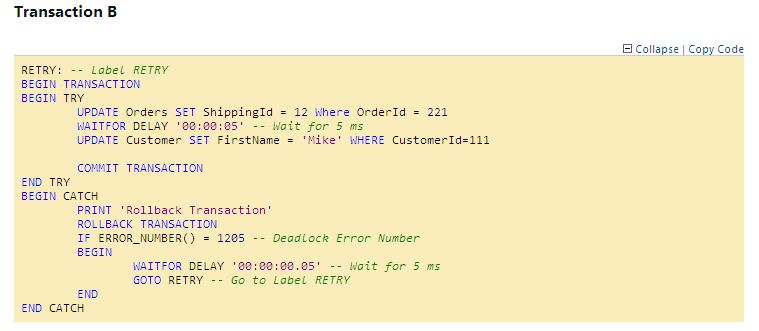 Transaction B
Collapse | Copy Code
RETRY: -- Label RETRY
BEGIN TRANSACTION
BEGIN TRY
UPDATE Orders SET ShippingId = 12 Where OrderId = 221
WAITFOR DELAY '00:00:05' -- Wait for 5 ms
UPDATE Customer SET FirstName = 'Mike' WHERE CustomerId=111
COMMIT TRANSACTION
END TRY
BEGIN CATCH
PRINT 'Rollback Transaction'
ROLLBACK TRANSACTION
IF ERROR_NUMBER() = 1205 -- Deadlock Error Number
BEGIN
WAITFOR DELAY '00:00:00.05' -- Wait for 5 ms
GOTO RETRY -- Go to Label RETRY
END
END CATCH